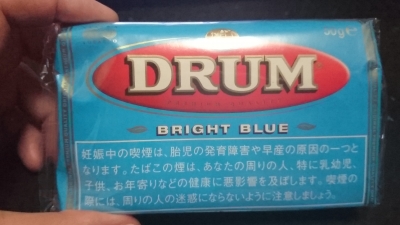 50g℮
DRUM
BRIGHT BLUE
妊娠中の喫煙は、胎児の発育障害や早産の原因の一つと
なります。たばこの煙は、あなたの周りの人、特に乳幼児、
子供、お年寄りなどの健康に悪影響を及ぼします。喫煙の
際には、周りの人の迷惑にならないように注意しましょう。